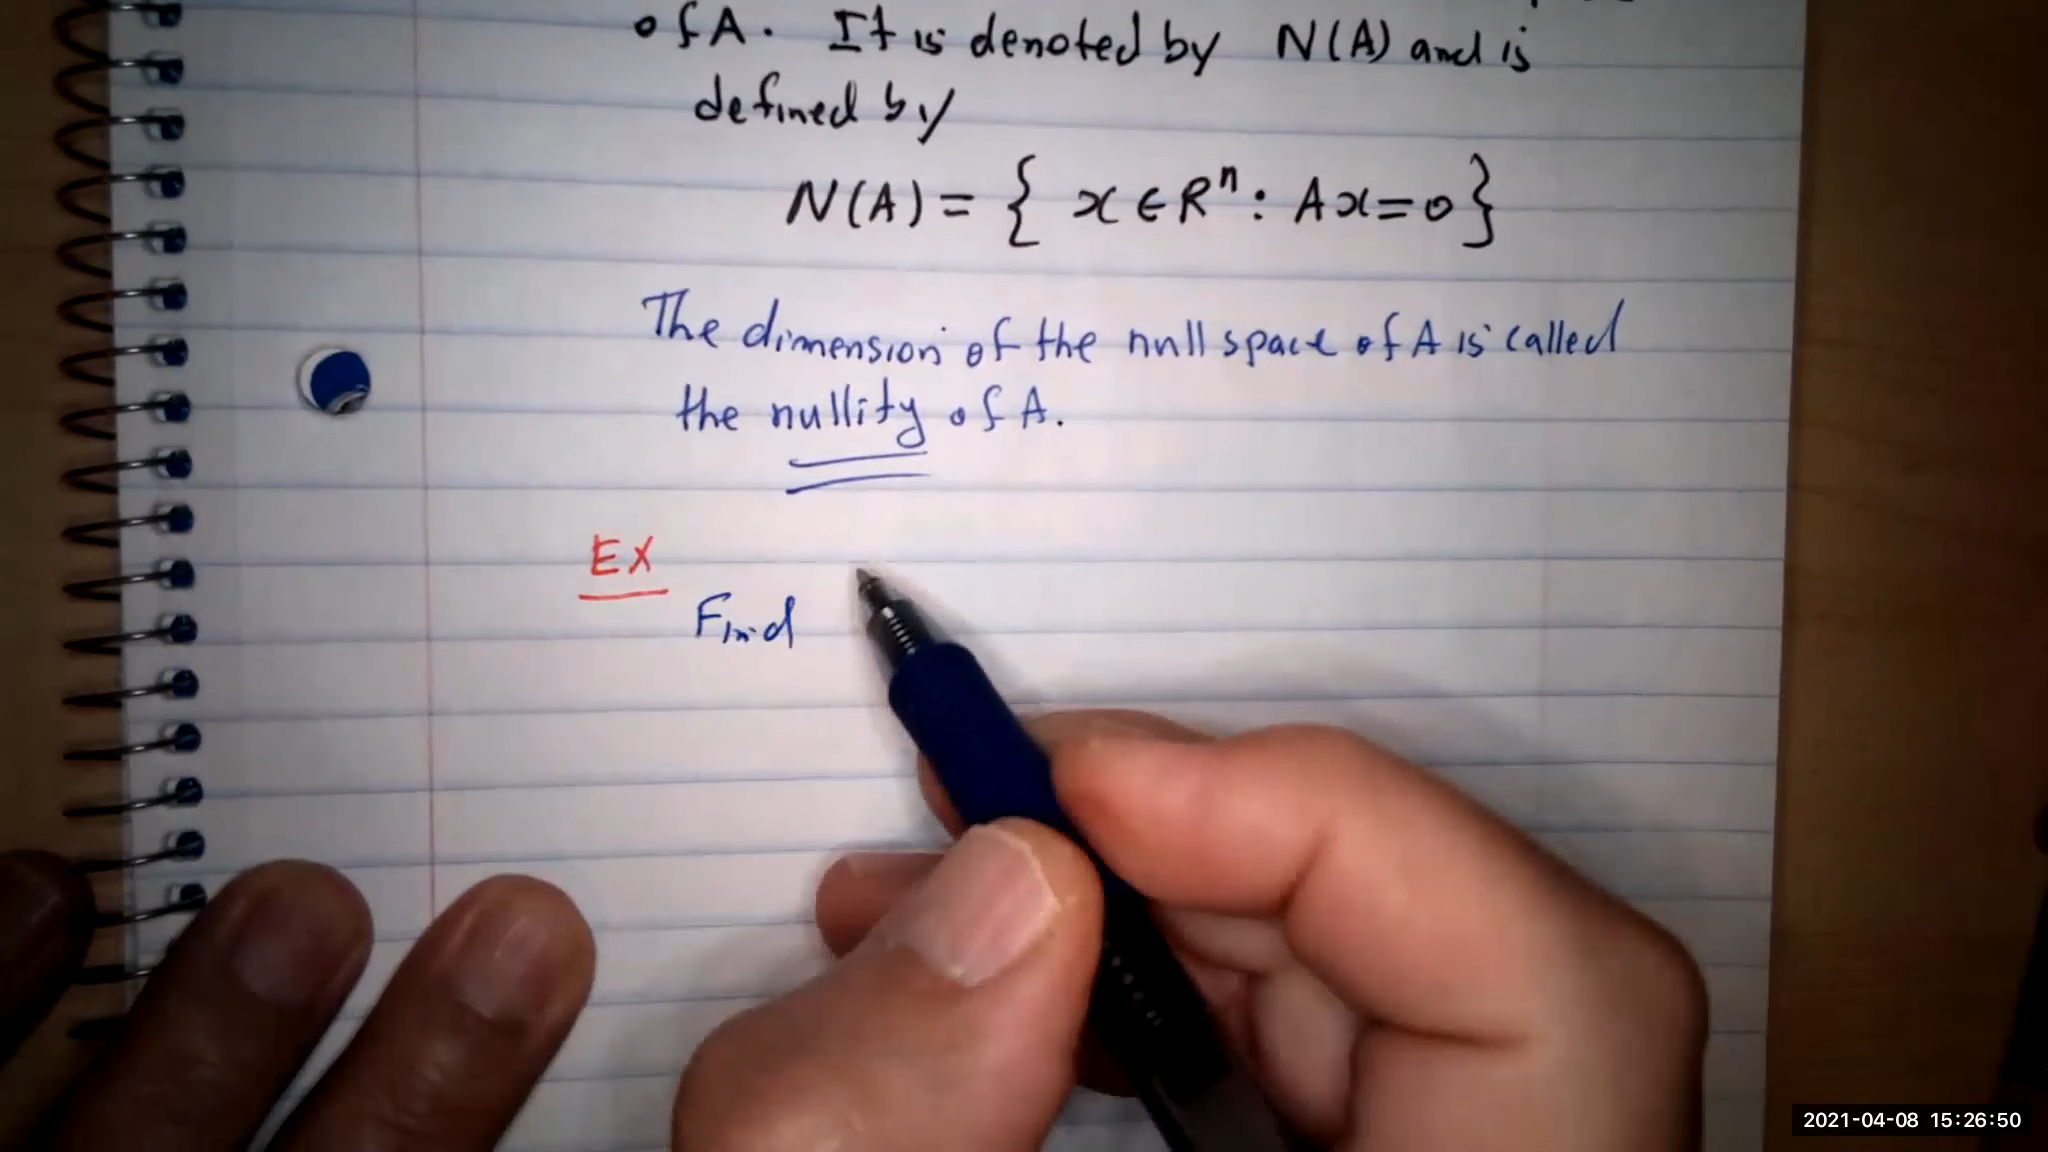 of A. It is denoted by N(A) and is
defined by
N(A) = { x ∈ Rⁿ : Ax = 0 }
The dimension of the null space of A is called
the nullity of A.
EX
Find
2021-04-08 15:26:50